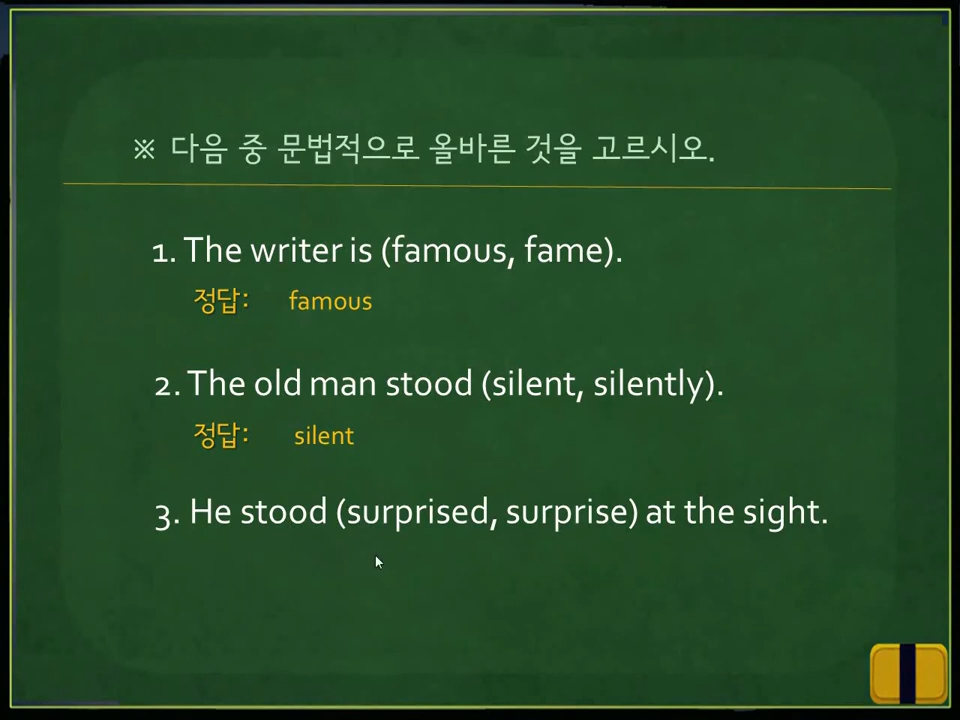 ※ 다음 중 문법적으로 올바른 것을 고르시오.
1. The writer is (famous, fame).
정답: famous
2. The old man stood (silent, silently).
정답: silent
3. He stood (surprised, surprise) at the sight.